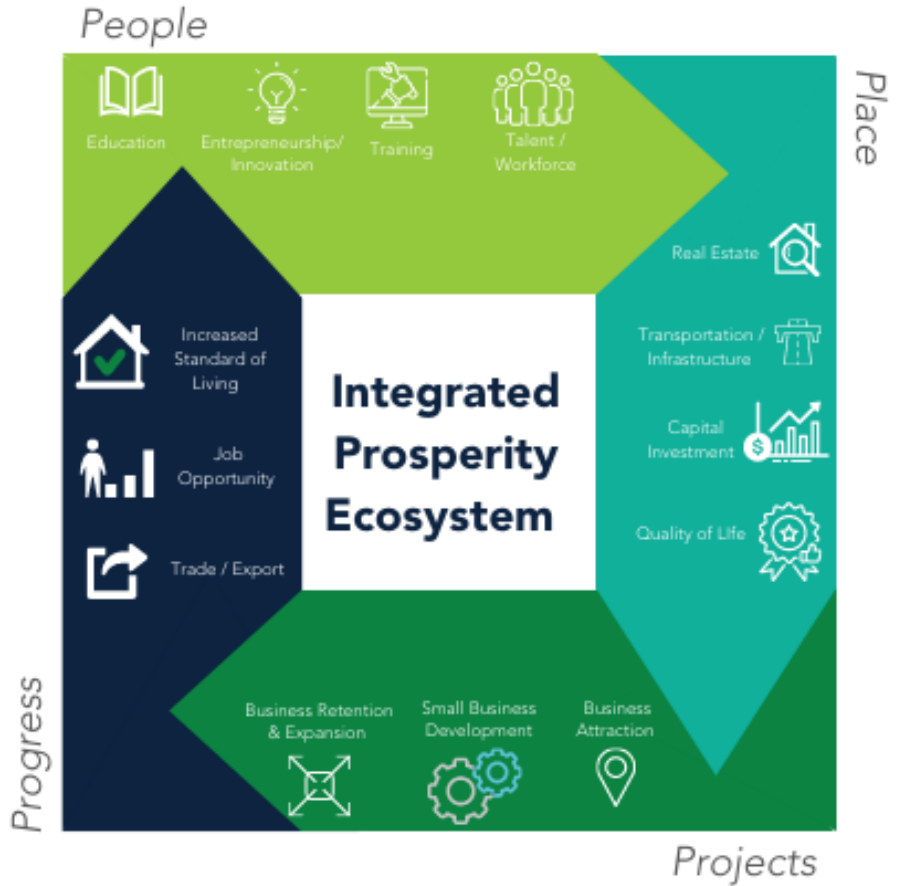 People
Place
Education
Entrepreneurship/
Innovation
Training
Talent /
Workforce
Real Estate
Transportation /
Infrastructure
Capital
Investment
$
Quality of LIfe
Increased
Standard of
Living
Job
Opportunity
Trade / Export
Integrated
Prosperity
Ecosystem
Business Retention
& Expansion
Small Business
Development
Business
Attraction
Progress
Projects